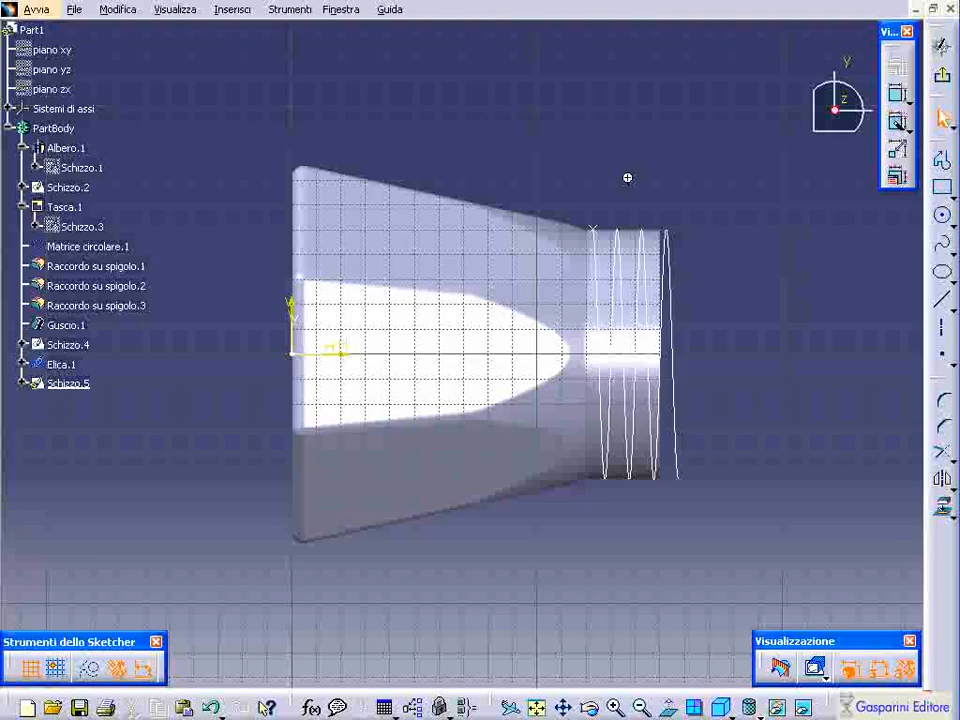 Avvia File Modifica Visualizza Inserisci Strumenti Finestra Guida
Part1
piano xy
piano yz
piano zx
Sistemi di assi
PartBody
Albero.1
Schizzo.1
Schizzo.2
Tasca.1
Schizzo.3
Matrice circolare.1
Raccordo su spigolo.1
Raccordo su spigolo.2
Raccordo su spigolo.3
Guscio.1
Schizzo.4
Elica.1
Schizzo.5
Vi...
y
z
Strumenti dello Sketcher
Visualizzazione
f(x)
Gasparini Editore